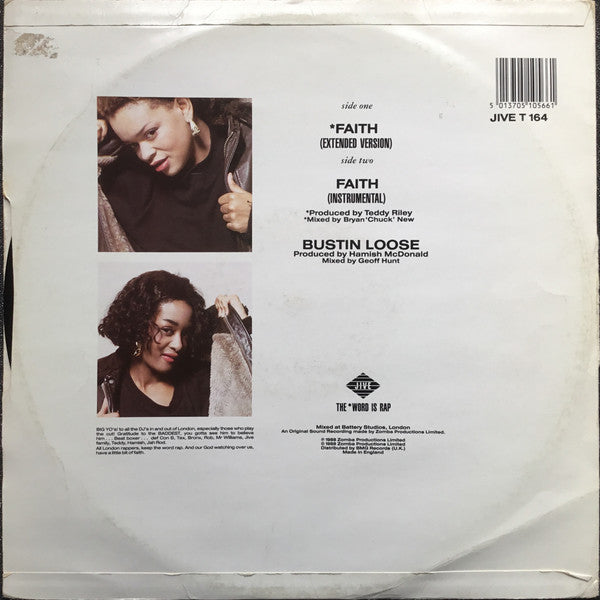 side one
*FAITH
(EXTENDED VERSION)
side two
FAITH
(INSTRUMENTAL)
*Produced by Teddy Riley
*Mixed by Bryan 'Chuck' New
BUSTIN LOOSE
Produced by Hamish McDonald
Mixed by Geoff Hunt
5 013705 105661
JIVE T 164
JIVE
THE *WORD IS RAP
Mixed at Battery Studios, London
An Original Sound Recording made by Zomba Productions Limited
℗ 1988 Zomba Productions Limited
© 1988 Zomba Productions Limited
Distributed by BMG Records (U.K.)
Made in England
BIG YO's! to all the DJ's in and out of London, especially those who play
the cut! Gratitude to the BADDEST, you gotta see him to believe
him . . . Beat boxer . . . def Con E, Tex, Bronx, Rob, Mr Williams, Jive
family, Teddy, Hamish, Jah Rod.
All London rappers, keep the word rap. And our God watching over us,
have a little bit of faith.